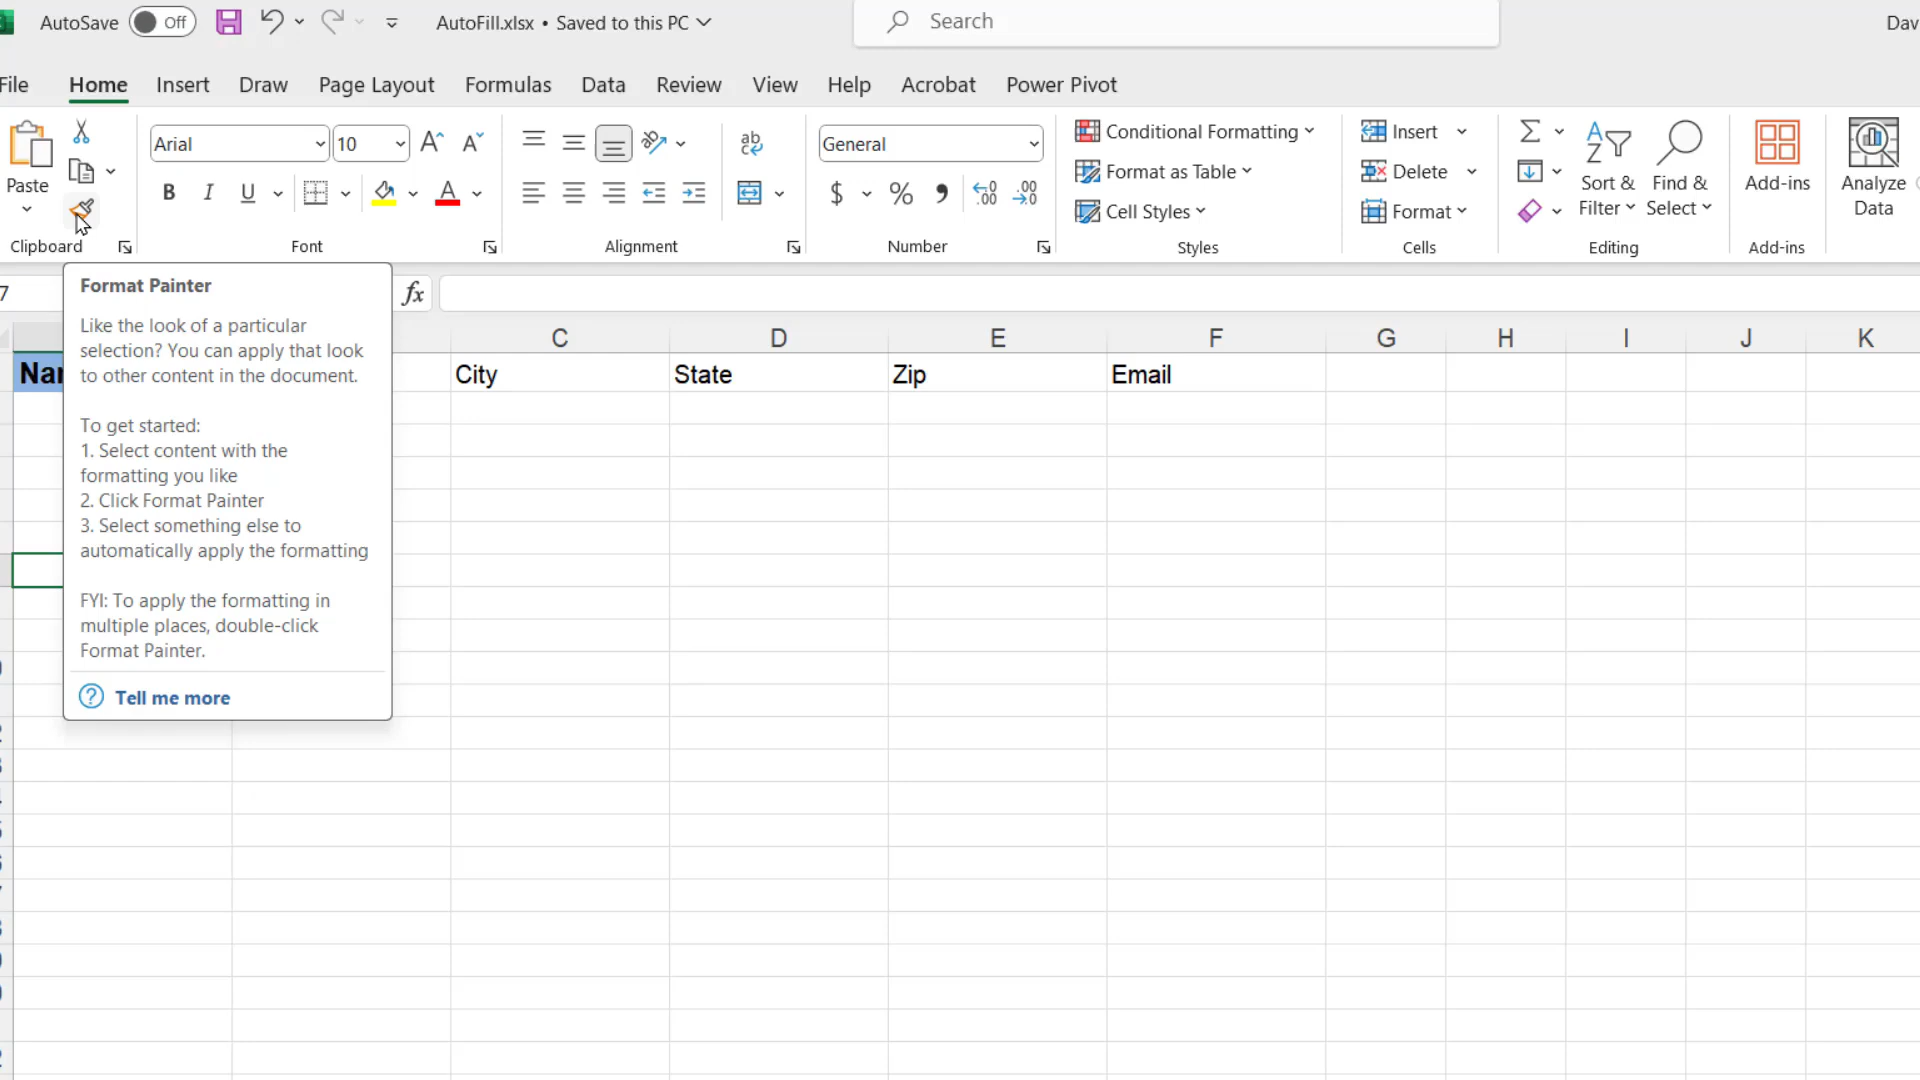 AutoSave Off AutoFill.xlsx • Saved to this PC Search Dav
File Home Insert Draw Page Layout Formulas Data Review View Help Acrobat Power Pivot
Paste
Arial 10 General
B I U A $ % , .00 .00
Conditional Formatting
Format as Table
Cell Styles
Insert
Delete
Format
Sort & Filter
Find & Select
Add-ins
Analyze Data
Clipboard Font Alignment Number Styles Cells Editing Add-ins
7 fx
C D E F G H I J K
Nam City State Zip Email
Format Painter
Like the look of a particular
selection? You can apply that look
to other content in the document.
To get started:
1. Select content with the
formatting you like
2. Click Format Painter
3. Select something else to
automatically apply the formatting
FYI: To apply the formatting in
multiple places, double-click
Format Painter.
Tell me more